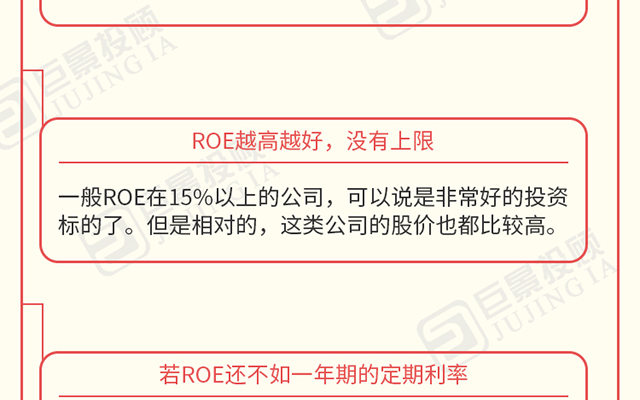 巨景投顾
JUJING IA
ROE越高越好，没有上限
一般ROE在15%以上的公司，可以说是非常好的投资
标的了。但是相对的，这类公司的股价也都比较高。
巨景投顾
JUJING IA
若ROE还不如一年期的定期利率